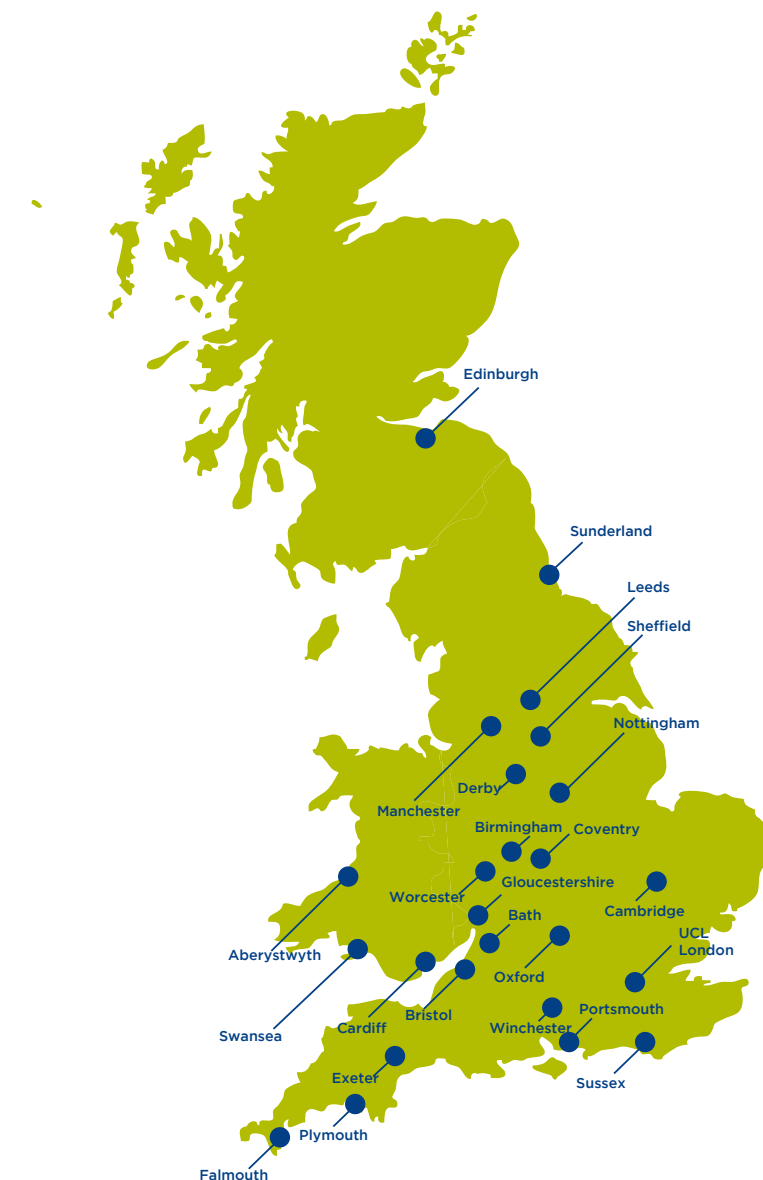 Edinburgh
Sunderland
Leeds
Sheffield
Nottingham
Derby
Manchester
Birmingham
Coventry
Gloucestershire
Worcester
Cambridge
Bath
UCL
London
Aberystwyth
Oxford
Portsmouth
Bristol
Winchester
Cardiff
Swansea
Exeter
Sussex
Plymouth
Falmouth